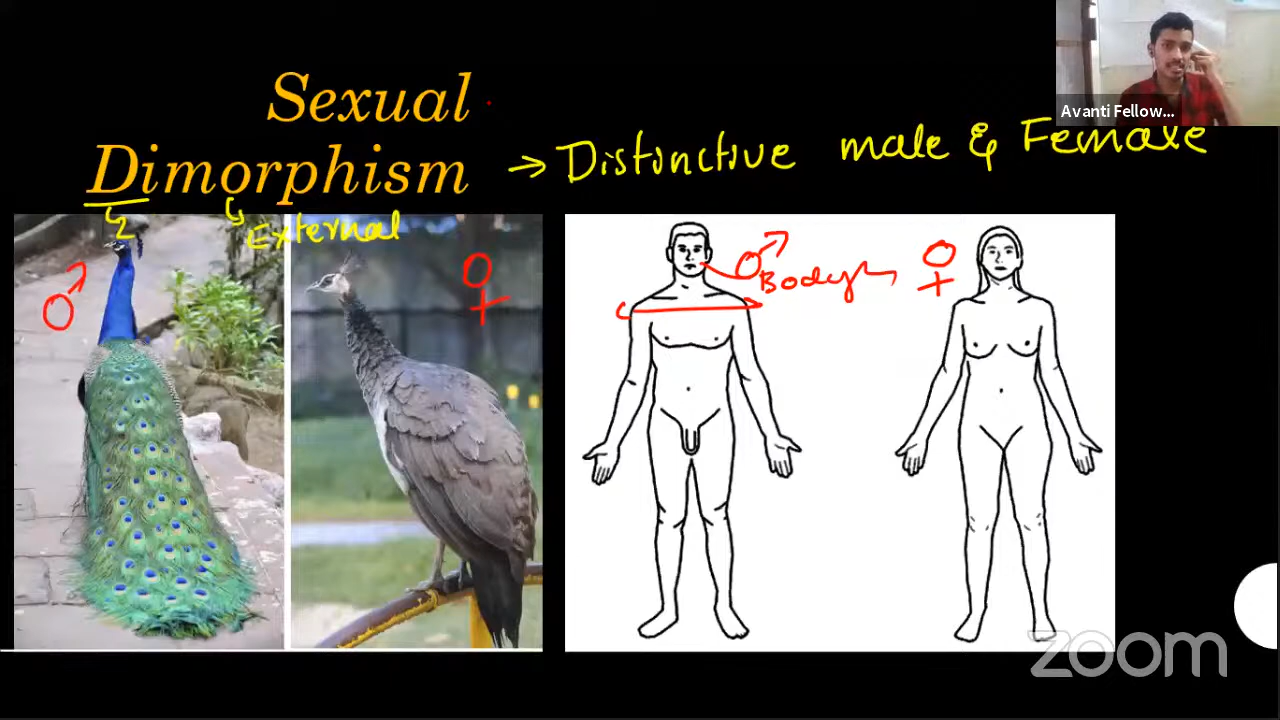 Avanti Fellow...
Sexual
Dimorphism
→ Distinctive male & Female
2
External
♂
♀
♂
Body
♀
zoom